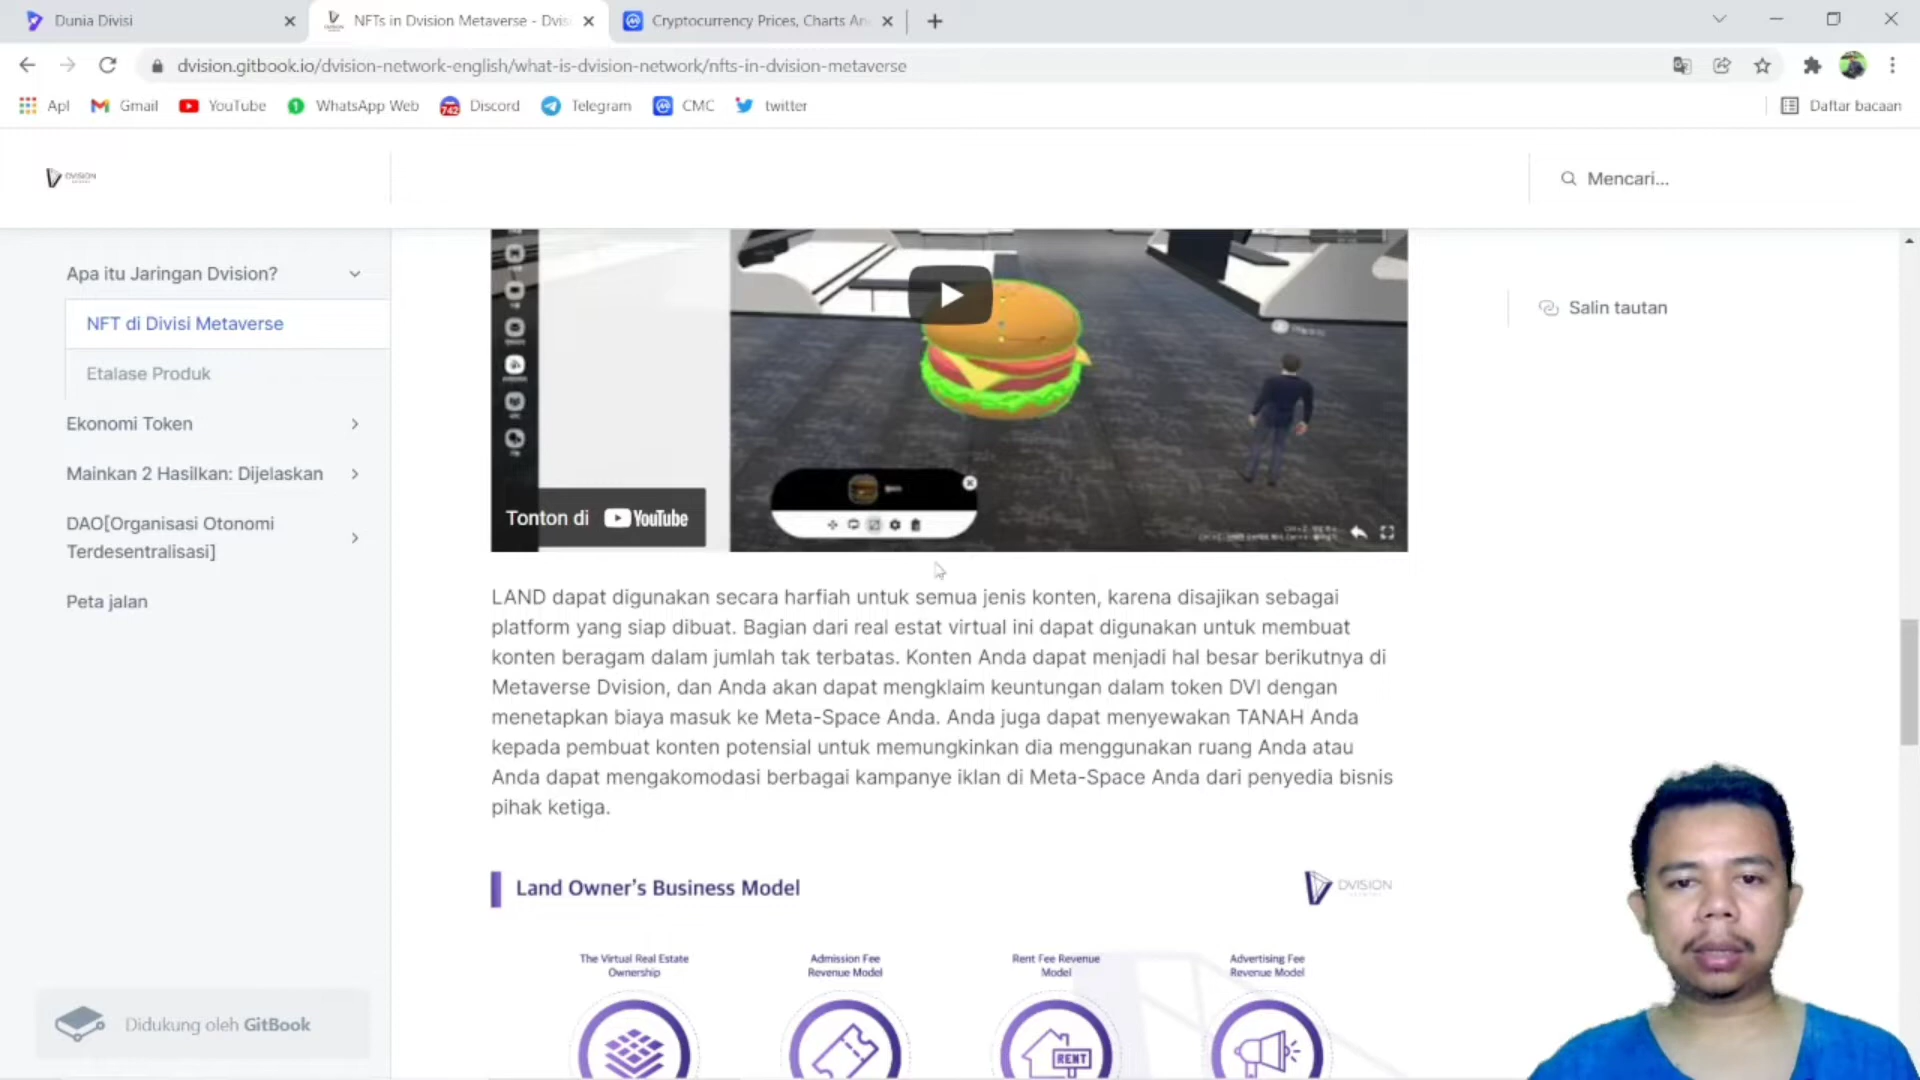 Dunia Divisi
NFTs in Dvision Metaverse - Dvis
Cryptocurrency Prices, Charts An
dvision.gitbook.io/dvision-network-english/what-is-dvision-network/nfts-in-dvision-metaverse
Apl
Gmail
YouTube
WhatsApp Web
742
Discord
Telegram
CMC
twitter
Daftar bacaan
DVISION
Mencari...
Apa itu Jaringan Dvision?
NFT di Divisi Metaverse
Etalase Produk
Ekonomi Token
Mainkan 2 Hasilkan: Dijelaskan
DAO[Organisasi Otonomi
Terdesentralisasi]
Peta jalan
Didukung oleh GitBook
Salin tautan
Tonton di YouTube
LAND dapat digunakan secara harfiah untuk semua jenis konten, karena disajikan sebagai
platform yang siap dibuat. Bagian dari real estat virtual ini dapat digunakan untuk membuat
konten beragam dalam jumlah tak terbatas. Konten Anda dapat menjadi hal besar berikutnya di
Metaverse Dvision, dan Anda akan dapat mengklaim keuntungan dalam token DVI dengan
menetapkan biaya masuk ke Meta-Space Anda. Anda juga dapat menyewakan TANAH Anda
kepada pembuat konten potensial untuk memungkinkan dia menggunakan ruang Anda atau
Anda dapat mengakomodasi berbagai kampanye iklan di Meta-Space Anda dari penyedia bisnis
pihak ketiga.
Land Owner's Business Model
DVISION
The Virtual Real Estate
Ownership
Admission Fee
Revenue Model
Rent Fee Revenue
Model
Advertising Fee
Revenue Model
RENT